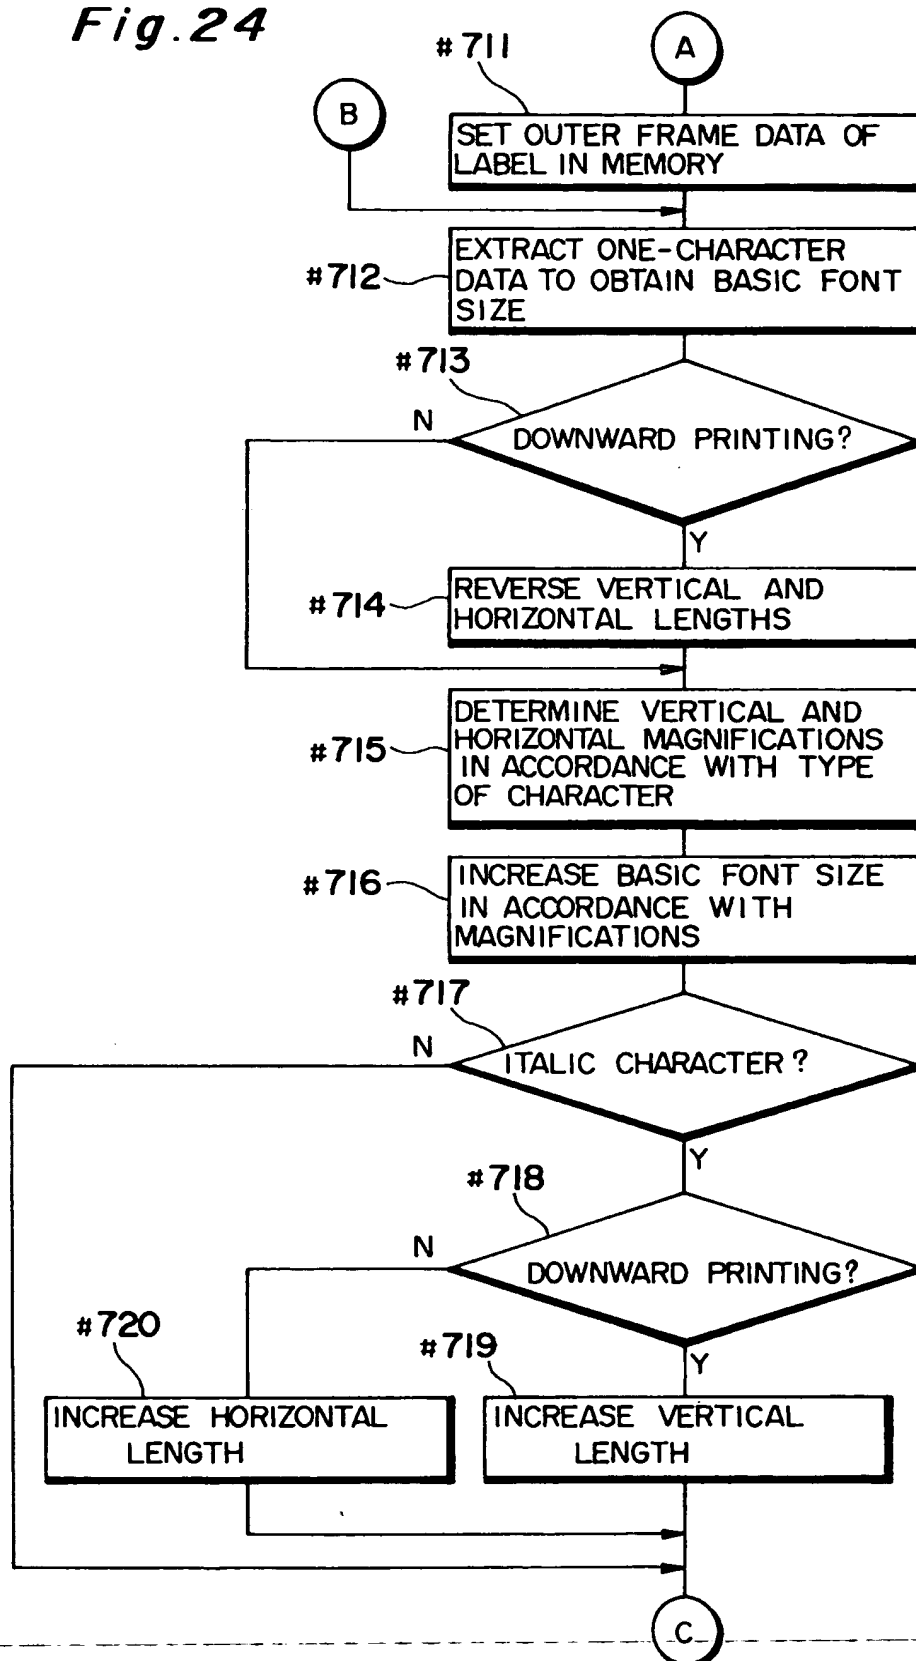 Fig.24
#711
A
B
SET OUTER FRAME DATA OF
LABEL IN MEMORY
#712
EXTRACT ONE-CHARACTER
DATA TO OBTAIN BASIC FONT
SIZE
#713
N
DOWNWARD PRINTING?
Y
#714
REVERSE VERTICAL AND
HORIZONTAL LENGTHS
#715
DETERMINE VERTICAL AND
HORIZONTAL MAGNIFICATIONS
IN ACCORDANCE WITH TYPE
OF CHARACTER
#716
INCREASE BASIC FONT SIZE
IN ACCORDANCE WITH
MAGNIFICATIONS
#717
N
ITALIC CHARACTER?
Y
#718
N
DOWNWARD PRINTING?
Y
#720
#719
INCREASE HORIZONTAL
LENGTH
INCREASE VERTICAL
LENGTH
C